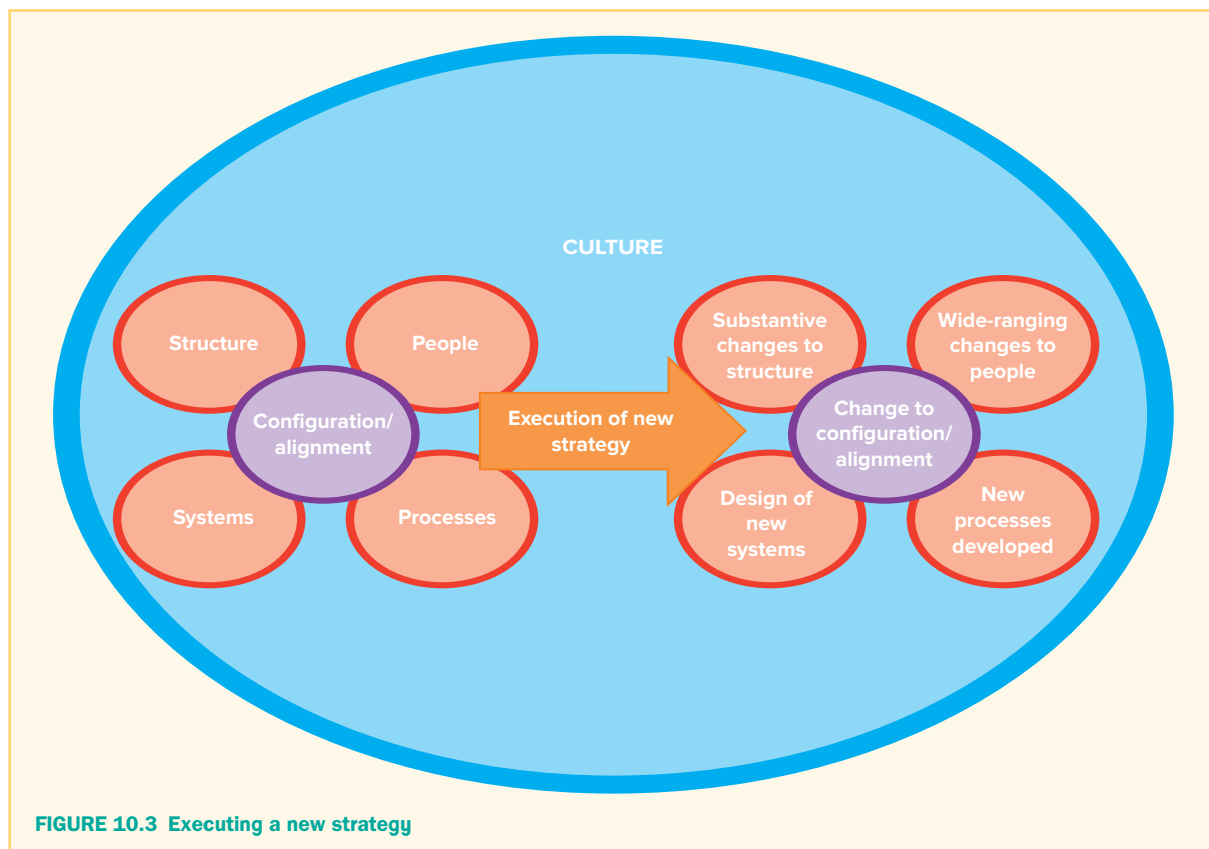 CULTURE
Structure
People
Configuration/
alignment
Systems
Processes
Execution of new
strategy
Substantive
changes to
structure
Wide-ranging
changes to
people
Change to
configuration/
alignment
Design of
new
systems
New
processes
developed
FIGURE 10.3 Executing a new strategy